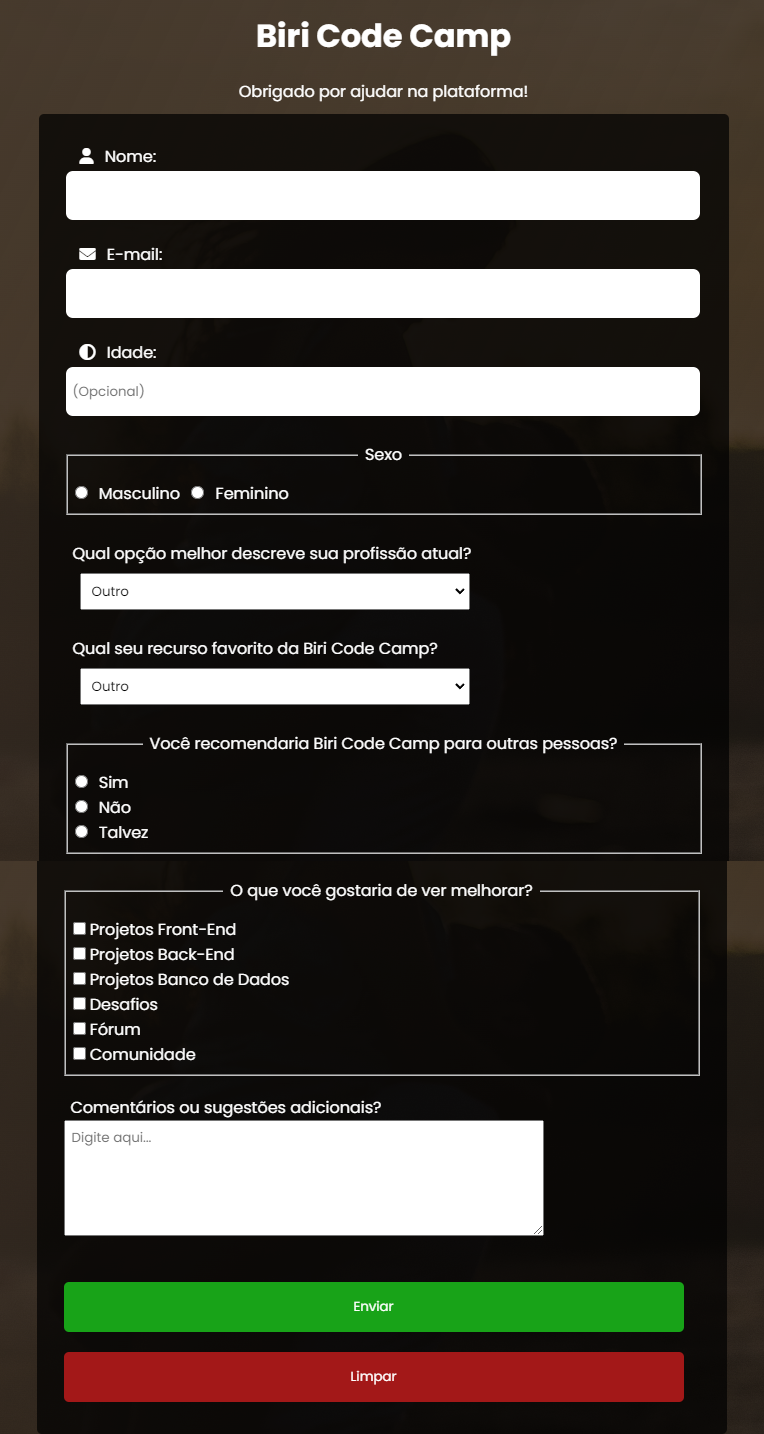 Biri Code Camp
Obrigado por ajudar na plataforma!
Nome:
E-mail:
Idade:
(Opcional)
Sexo
Masculino Feminino
Qual opção melhor descreve sua profissão atual?
Outro
Qual seu recurso favorito da Biri Code Camp?
Outro
Você recomendaria Biri Code Camp para outras pessoas?
Sim
Não
Talvez
O que você gostaria de ver melhorar?
Projetos Front-End
Projetos Back-End
Projetos Banco de Dados
Desafios
Fórum
Comunidade
Comentários ou sugestões adicionais?
Digite aqui...
Enviar
Limpar